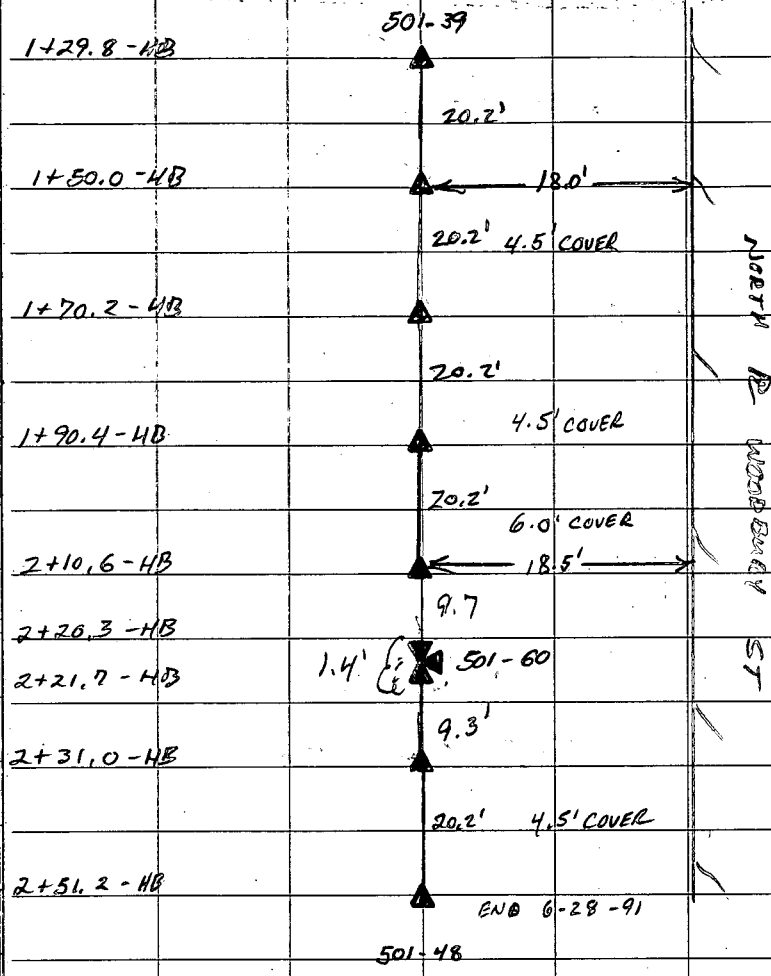 501-39
1+29.8-HB
20.2'
1+50.0-HB
18.0'
20.2' 4.5' COVER
1+70.2-HB
20.2'
1+90.4-HB
4.5' COVER
20.2'
6.0' COVER
2+10.6-HB
18.5'
9.7
2+20.3-HB
1.4'
501-60
2+21.7-HB
9.3'
2+31.0-HB
20.2' 4.5' COVER
2+51.2-HB
END 6-28-91
501-48
NORTH WOODBURY ST